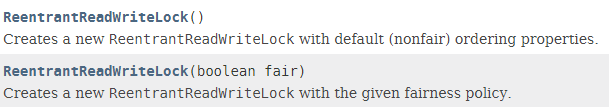 ReentrantReadWriteLock()
Creates a new ReentrantReadWriteLock with default (nonfair) ordering properties.
ReentrantReadWriteLock(boolean fair)
Creates a new ReentrantReadWriteLock with the given fairness policy.